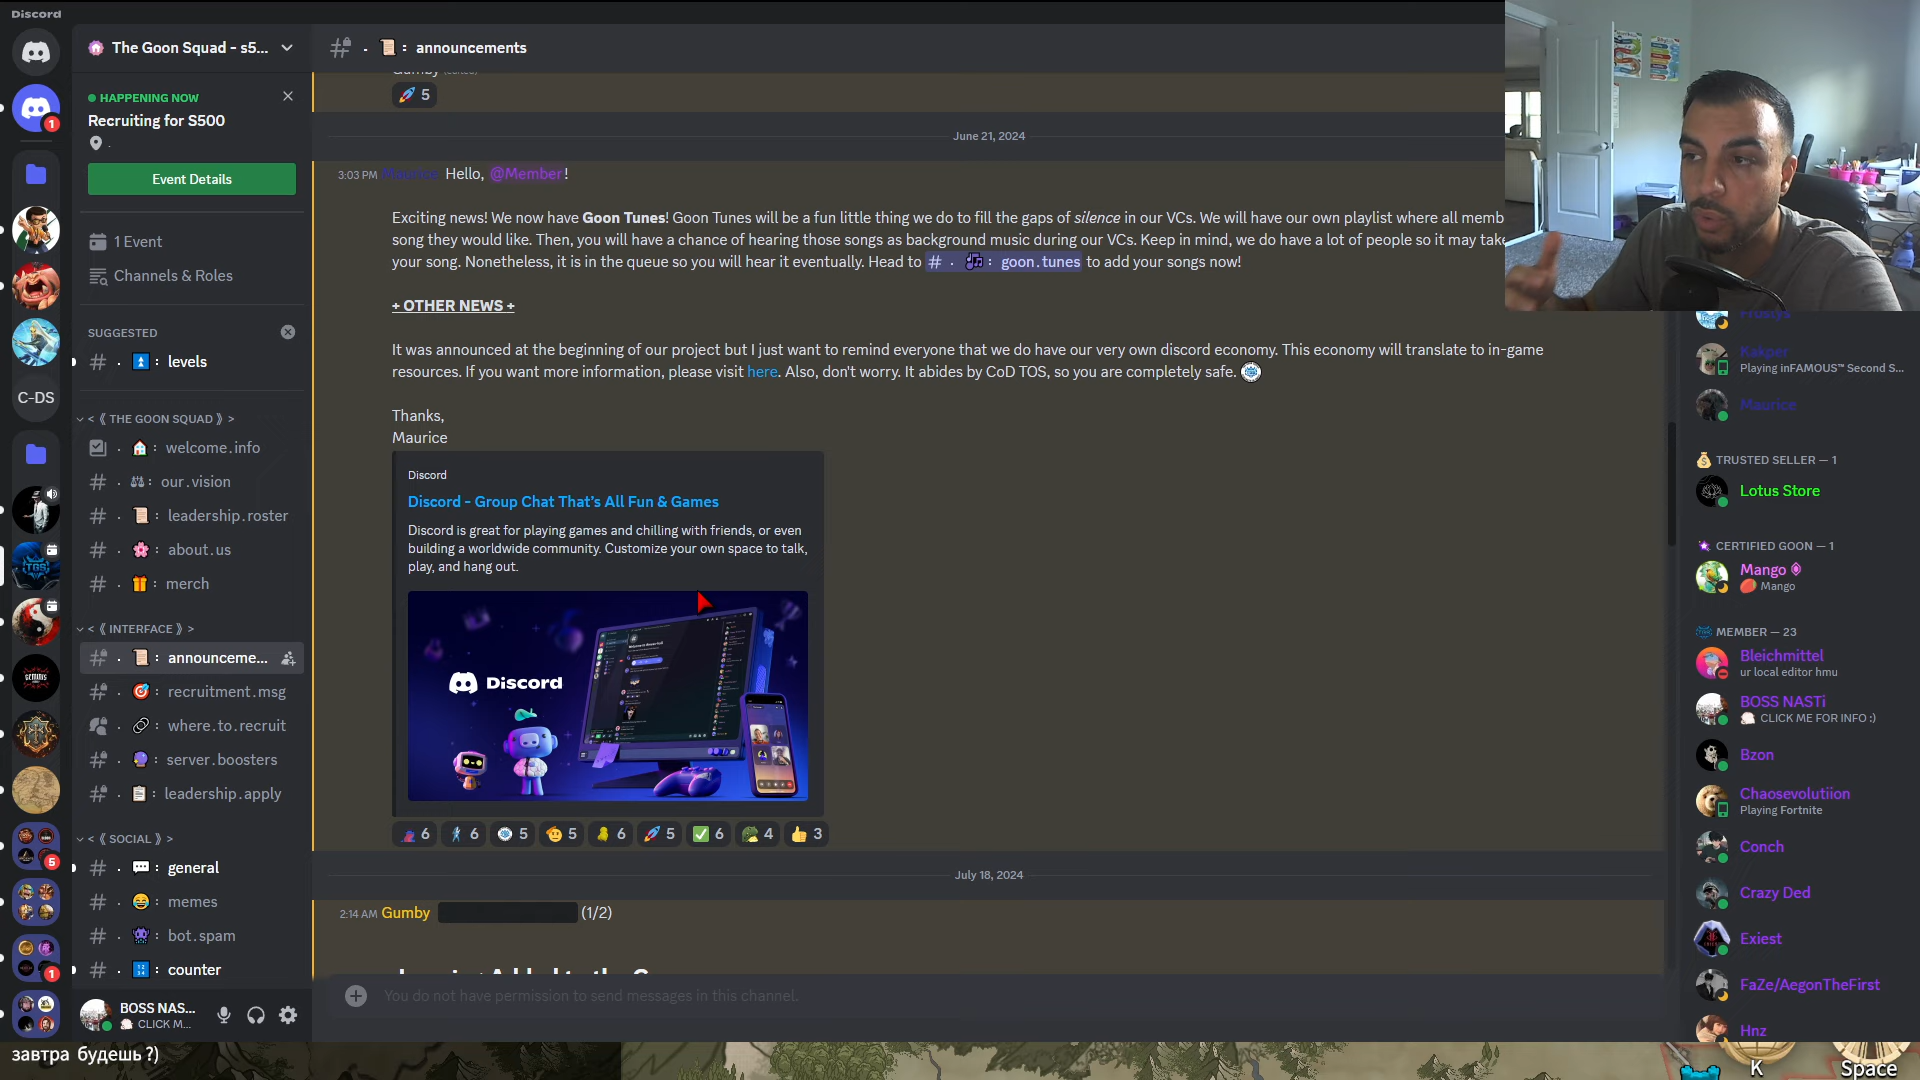 Discord
The Goon Squad - s5...
: announcements
HAPPENING NOW
Recruiting for S500
Event Details
1 Event
Channels & Roles
SUGGESTED
# · : levels
< 《 THE GOON SQUAD 》 >
· : welcome.info
# · : our.vision
# · : leadership.roster
# · : about.us
# · : merch
< 《 INTERFACE 》 >
# · : announceme...
# · : recruitment.msg
· : where.to.recruit
# · : server.boosters
# · : leadership.apply
< 《 SOCIAL 》 >
# · : general
# · : memes
# · : bot.spam
# · : counter
BOSS NAS...
CLICK M...
C-DS
1
5
1
Gumby (edited)
5
June 21, 2024
3:03 PM Maurice Hello, @Member!
Exciting news! We now have Goon Tunes! Goon Tunes will be a fun little thing we do to fill the gaps of silence in our VCs. We will have our own playlist where all memb
song they would like. Then, you will have a chance of hearing those songs as background music during our VCs. Keep in mind, we do have a lot of people so it may take
your song. Nonetheless, it is in the queue so you will hear it eventually. Head to # · : goon.tunes to add your songs now!
+ OTHER NEWS +
It was announced at the beginning of our project but I just want to remind everyone that we do have our very own discord economy. This economy will translate to in-game
resources. If you want more information, please visit here. Also, don't worry. It abides by CoD TOS, so you are completely safe.
Thanks,
Maurice
Discord
Discord - Group Chat That's All Fun & Games
Discord is great for playing games and chilling with friends, or even
building a worldwide community. Customize your own space to talk,
play, and hang out.
Discord
6 6 5 5 6 5 6 4 3
July 18, 2024
2:14 AM Gumby (1/2)
You do not have permission to send messages in this channel.
Frostys
Kakper
Playing inFAMOUS™ Second S...
Maurice
TRUSTED SELLER — 1
Lotus Store
CERTIFIED GOON — 1
Mango
Mango
MEMBER — 23
Bleichmittel
ur local editor hmu
BOSS NASTi
CLICK ME FOR INFO :)
Bzon
Chaosevolutiion
Playing Fortnite
Conch
Crazy Ded
Exiest
FaZe/AegonTheFirst
Hnz
завтра будешь ?)
K
Space